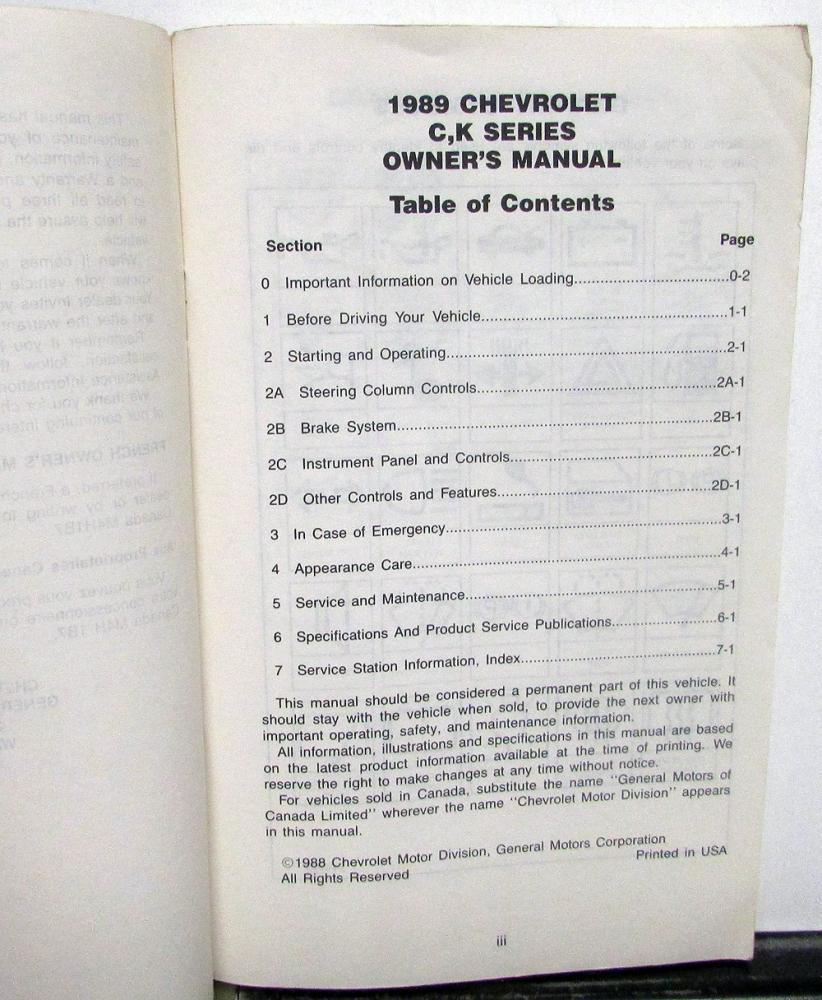 1989 CHEVROLET
C,K SERIES
OWNER'S MANUAL
Table of Contents
Section Page
0 Important Information on Vehicle Loading....................................0-2
1 Before Driving Your Vehicle..........................................................1-1
2 Starting and Operating..................................................................2-1
2A Steering Column Controls.........................................................2A-1
2B Brake System............................................................................2B-1
2C Instrument Panel and Controls.................................................2C-1
2D Other Controls and Features....................................................2D-1
3 In Case of Emergency..................................................................3-1
4 Appearance Care..........................................................................4-1
5 Service and Maintenance.............................................................5-1
6 Specifications And Product Service Publications..........................6-1
7 Service Station Information, Index...............................................7-1
This manual should be considered a permanent part of this vehicle. It
should stay with the vehicle when sold, to provide the next owner with
important operating, safety, and maintenance information.
All information, illustrations and specifications in this manual are based
on the latest product information available at the time of printing. We
reserve the right to make changes at any time without notice.
For vehicles sold in Canada, substitute the name "General Motors of
Canada Limited" wherever the name "Chevrolet Motor Division" appears
in this manual.
©1988 Chevrolet Motor Division, General Motors Corporation
All Rights Reserved Printed in USA
iii